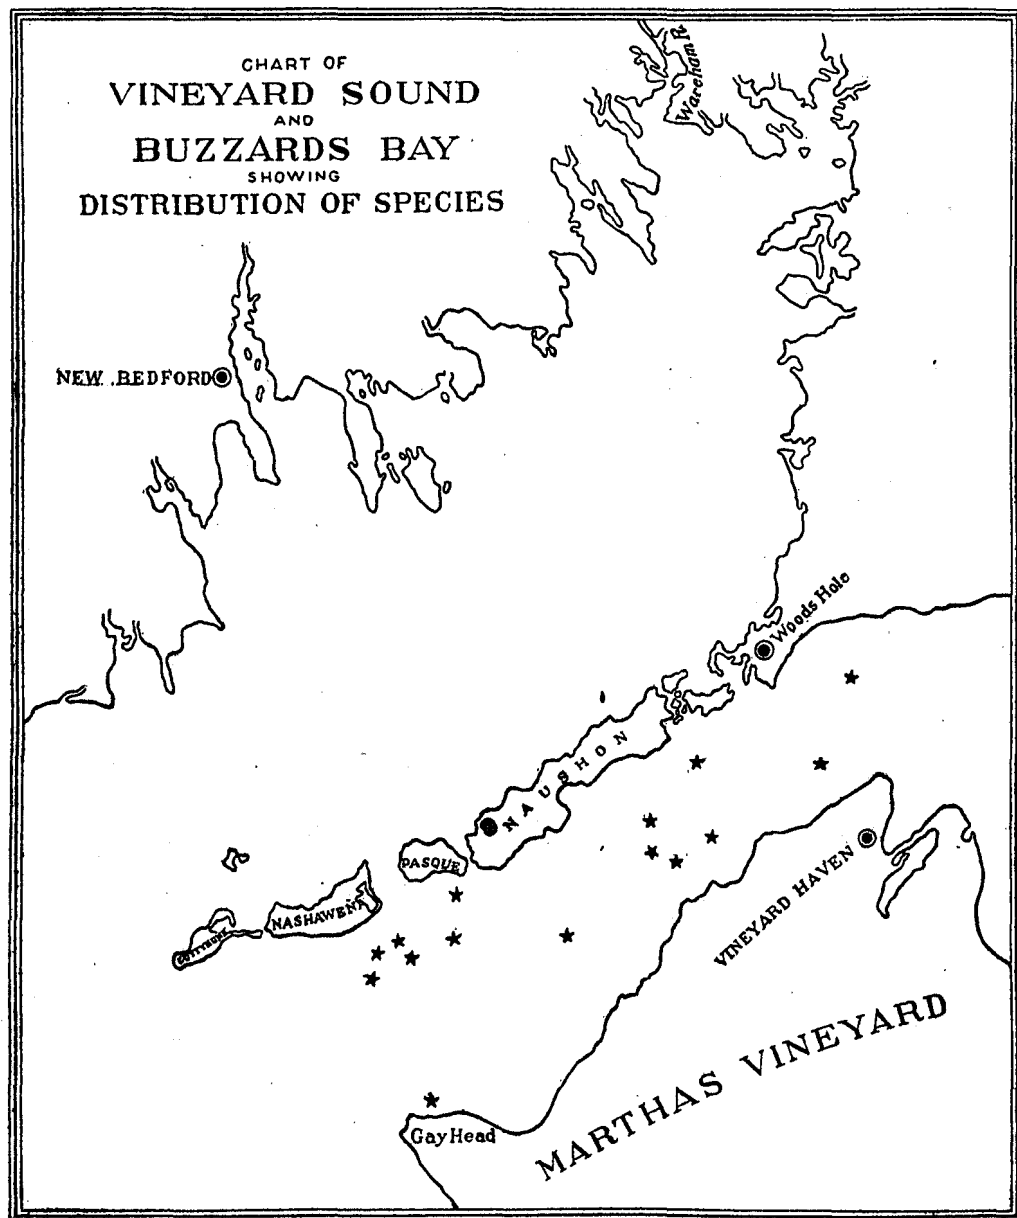 CHART OF
VINEYARD SOUND
AND
BUZZARDS BAY
SHOWING
DISTRIBUTION OF SPECIES
Wareham R.
NEW BEDFORD
Woods Hole
NAUSHON
PASQUE
NASHAWENA
CUTTYHUNK
VINEYARD HAVEN
MARTHAS VINEYARD
Gay Head